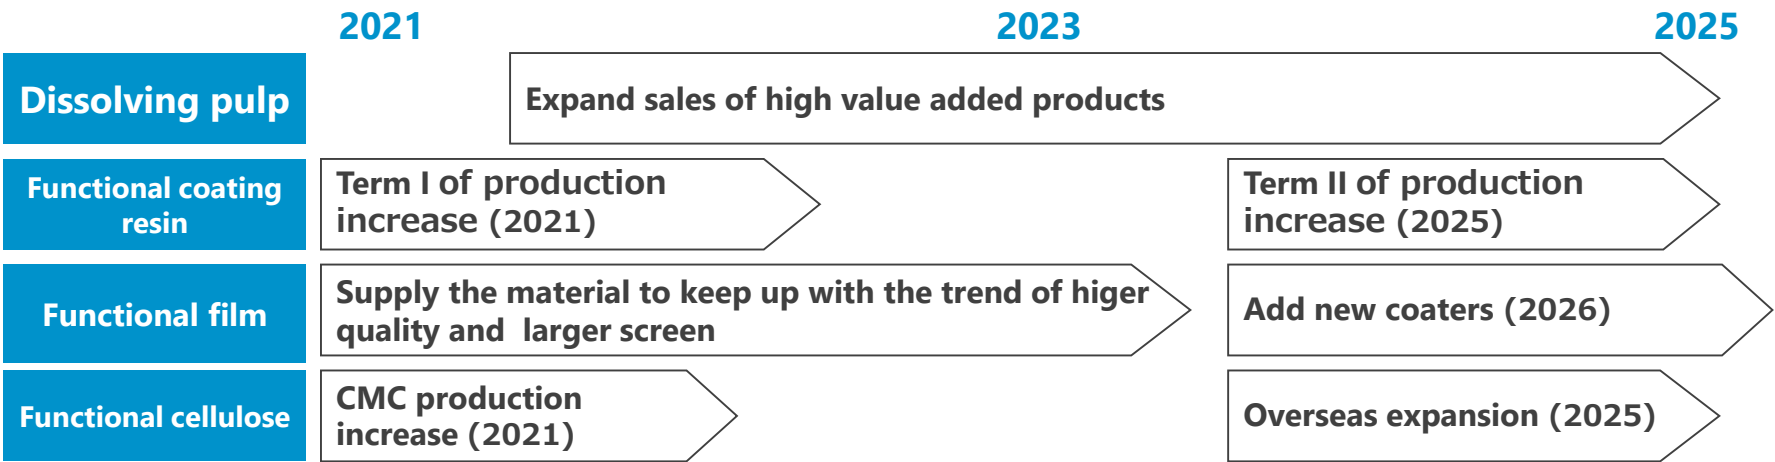 2021 2023 2025
Dissolving pulp
Expand sales of high value added products
Functional coating
resin
Term I of production
increase (2021)
Term II of production
increase (2025)
Functional film
Supply the material to keep up with the trend of higer
quality and larger screen
Add new coaters (2026)
Functional cellulose
CMC production
increase (2021)
Overseas expansion (2025)